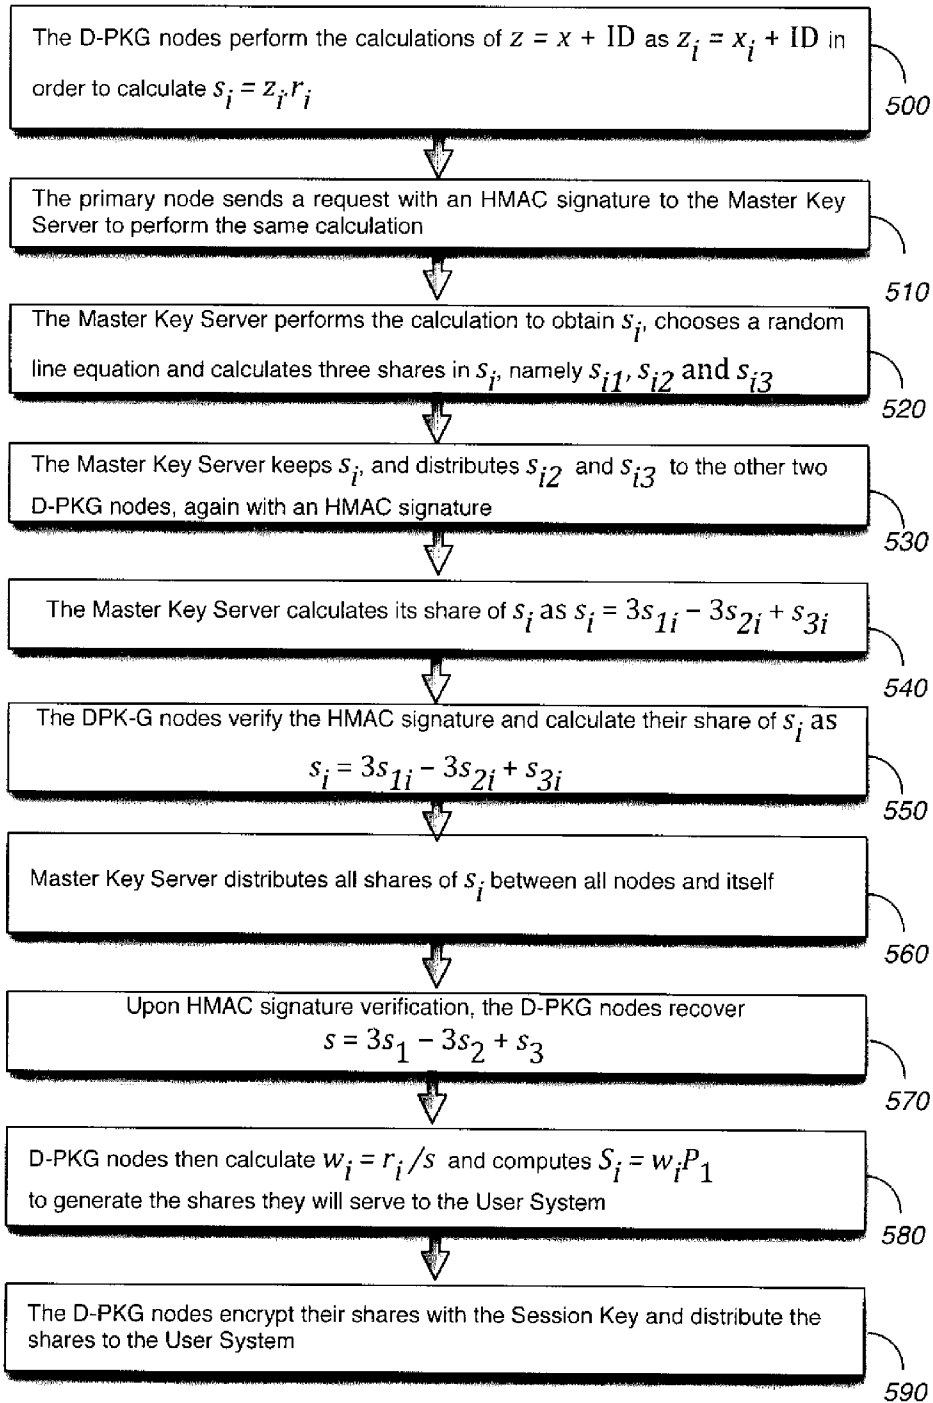 The D-PKG nodes perform the calculations of z = x + ID as z_i = x_i + ID in
order to calculate s_i = z_i r_i
500
The primary node sends a request with an HMAC signature to the Master Key
Server to perform the same calculation
510
The Master Key Server performs the calculation to obtain s_i, chooses a random
line equation and calculates three shares in s_i, namely s_i1, s_i2 and s_i3
520
The Master Key Server keeps s_i, and distributes s_i2 and s_i3 to the other two
D-PKG nodes, again with an HMAC signature
530
The Master Key Server calculates its share of s_i as s_i = 3s_1i − 3s_2i + s_3i
540
The DPK-G nodes verify the HMAC signature and calculate their share of s_i as
s_i = 3s_1i − 3s_2i + s_3i
550
Master Key Server distributes all shares of s_i between all nodes and itself
560
Upon HMAC signature verification, the D-PKG nodes recover
s = 3s_1 − 3s_2 + s_3
570
D-PKG nodes then calculate w_i = r_i/s and computes S_i = w_i P_1
to generate the shares they will serve to the User System
580
The D-PKG nodes encrypt their shares with the Session Key and distribute the
shares to the User System
590